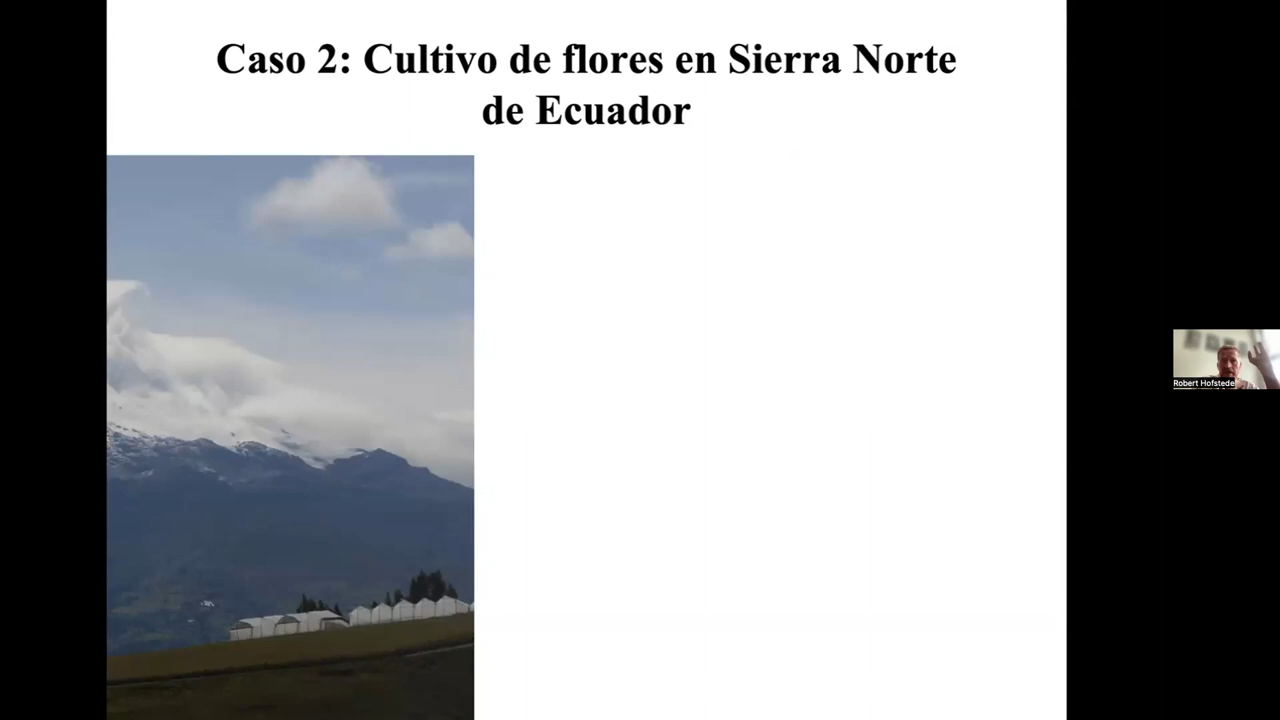 Caso 2: Cultivo de flores en Sierra Norte
de Ecuador
Robert Hofstede